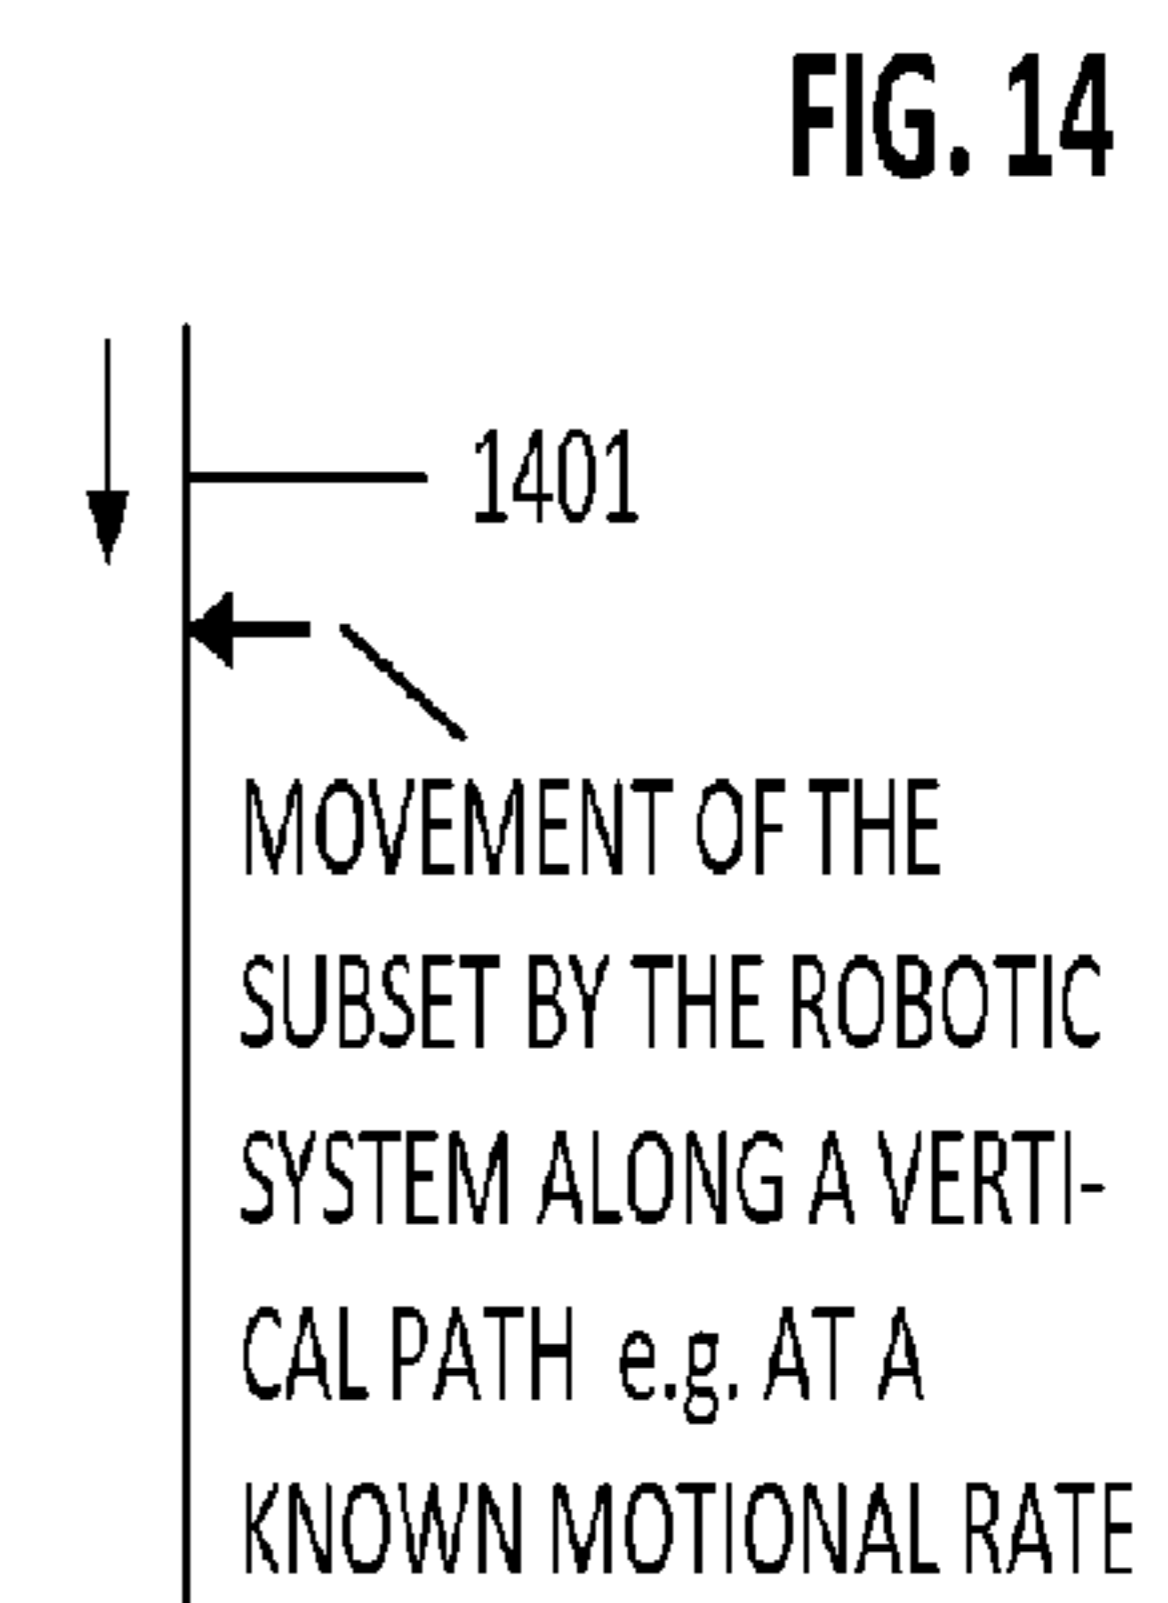 FIG. 14
1401
MOVEMENT OF THE
SUBSET BY THE ROBOTIC
SYSTEM ALONG A VERTI-
CAL PATH e.g. AT A
KNOWN MOTIONAL RATE